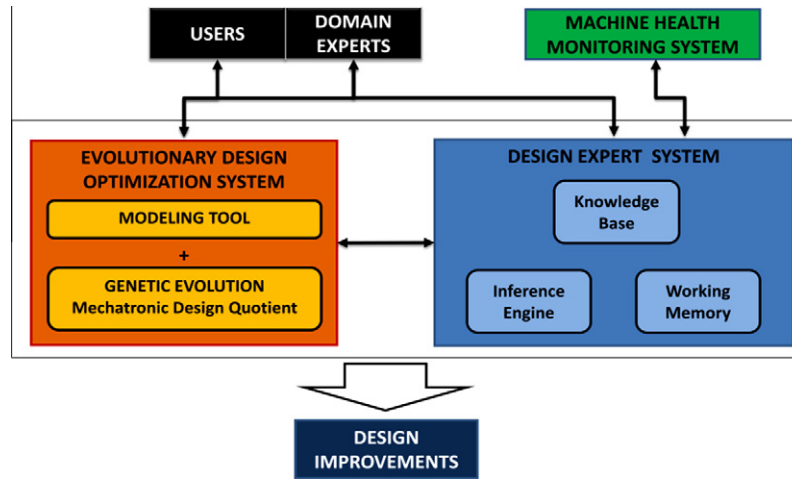 USERS
DOMAIN
EXPERTS
MACHINE HEALTH
MONITORING SYSTEM
EVOLUTIONARY DESIGN
OPTIMIZATION SYSTEM
MODELING TOOL
+
GENETIC EVOLUTION
Mechatronic Design Quotient
DESIGN EXPERT SYSTEM
Knowledge
Base
Inference
Engine
Working
Memory
DESIGN
IMPROVEMENTS